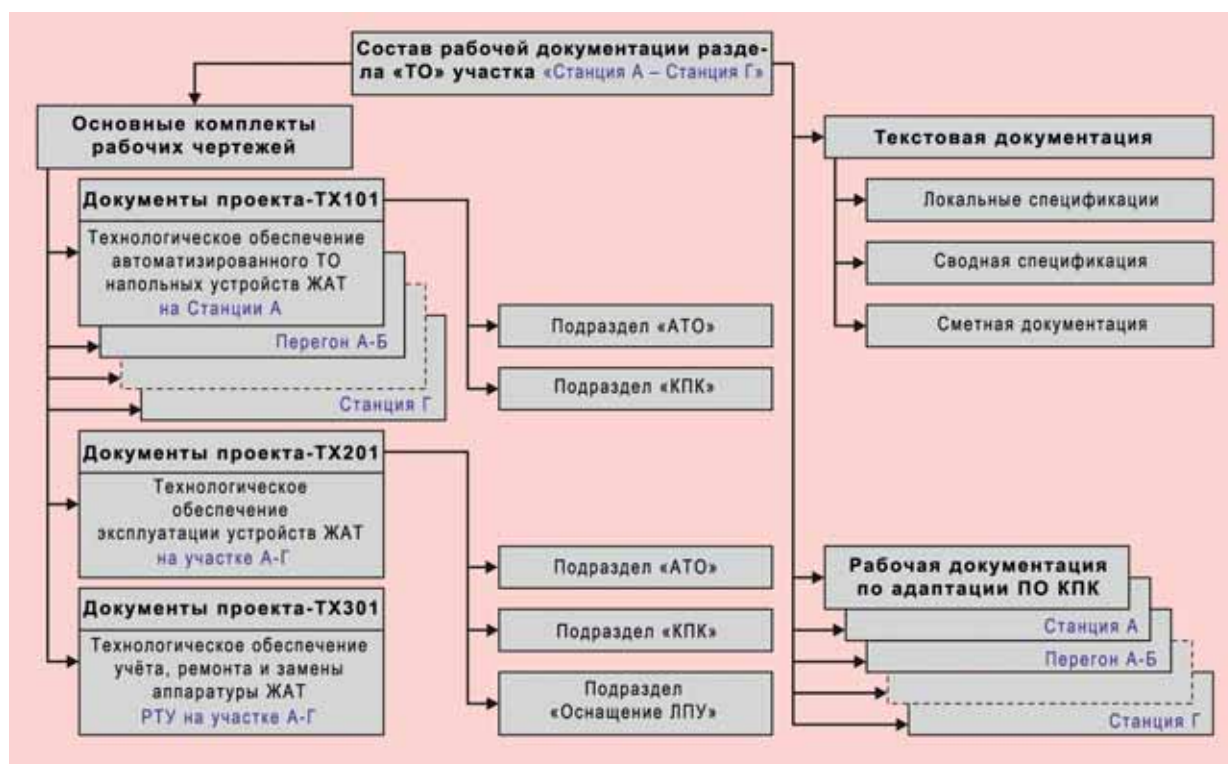 Состав рабочей документации разде-
ла «ТО» участка «Станция А – Станция Г»
Основные комплекты
рабочих чертежей
Документы проекта-ТХ101
Технологическое обеспечение
автоматизированного ТО
напольных устройств ЖАТ
на Станции А
Перегон А-Б
Станция Г
Подраздел «АТО»
Подраздел «КПК»
Документы проекта-ТХ201
Технологическое
обеспечение
эксплуатации устройств ЖАТ
на участке А-Г
Подраздел «АТО»
Подраздел «КПК»
Подраздел
«Оснащение ЛПУ»
Документы проекта-ТХ301
Технологическое обеспечение
учёта, ремонта и замены
аппаратуры ЖАТ
РТУ на участке А-Г
Текстовая документация
Локальные спецификации
Сводная спецификация
Сметная документация
Рабочая документация
по адаптации ПО КПК
Станция А
Перегон А-Б
Станция Г